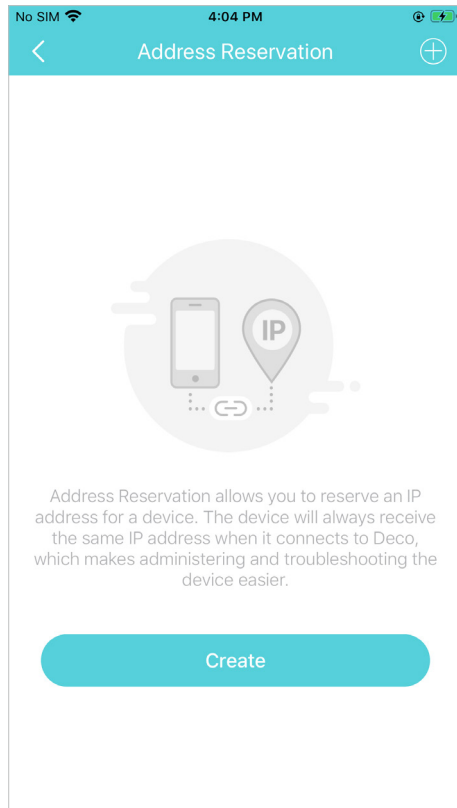 No SIM 4:04 PM
Address Reservation
IP
Address Reservation allows you to reserve an IP
address for a device. The device will always receive
the same IP address when it connects to Deco,
which makes administering and troubleshooting the
device easier.
Create